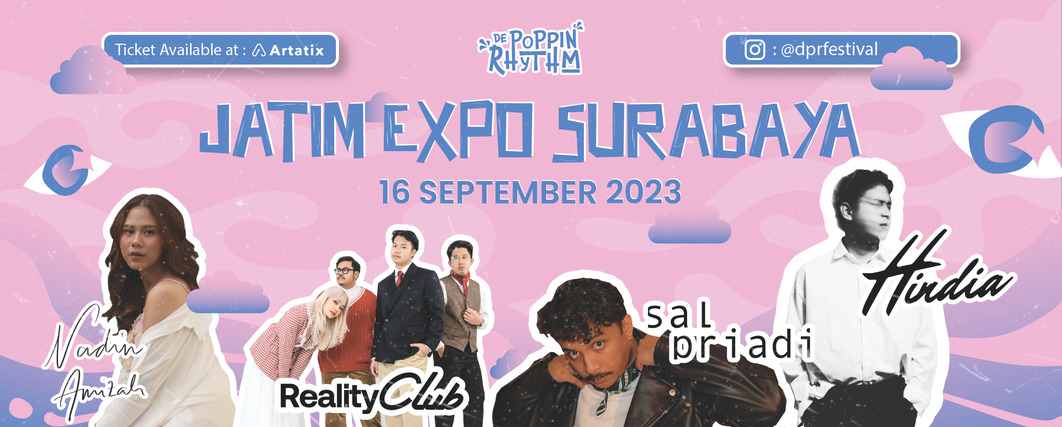 Ticket Available at : Artatix
DE POPPIN'
RHYTHM
: @dprfestival
JATIM EXPO SURABAYA
16 SEPTEMBER 2023
Nadin
Amizah
Reality Club
sal
priadi
Hindia